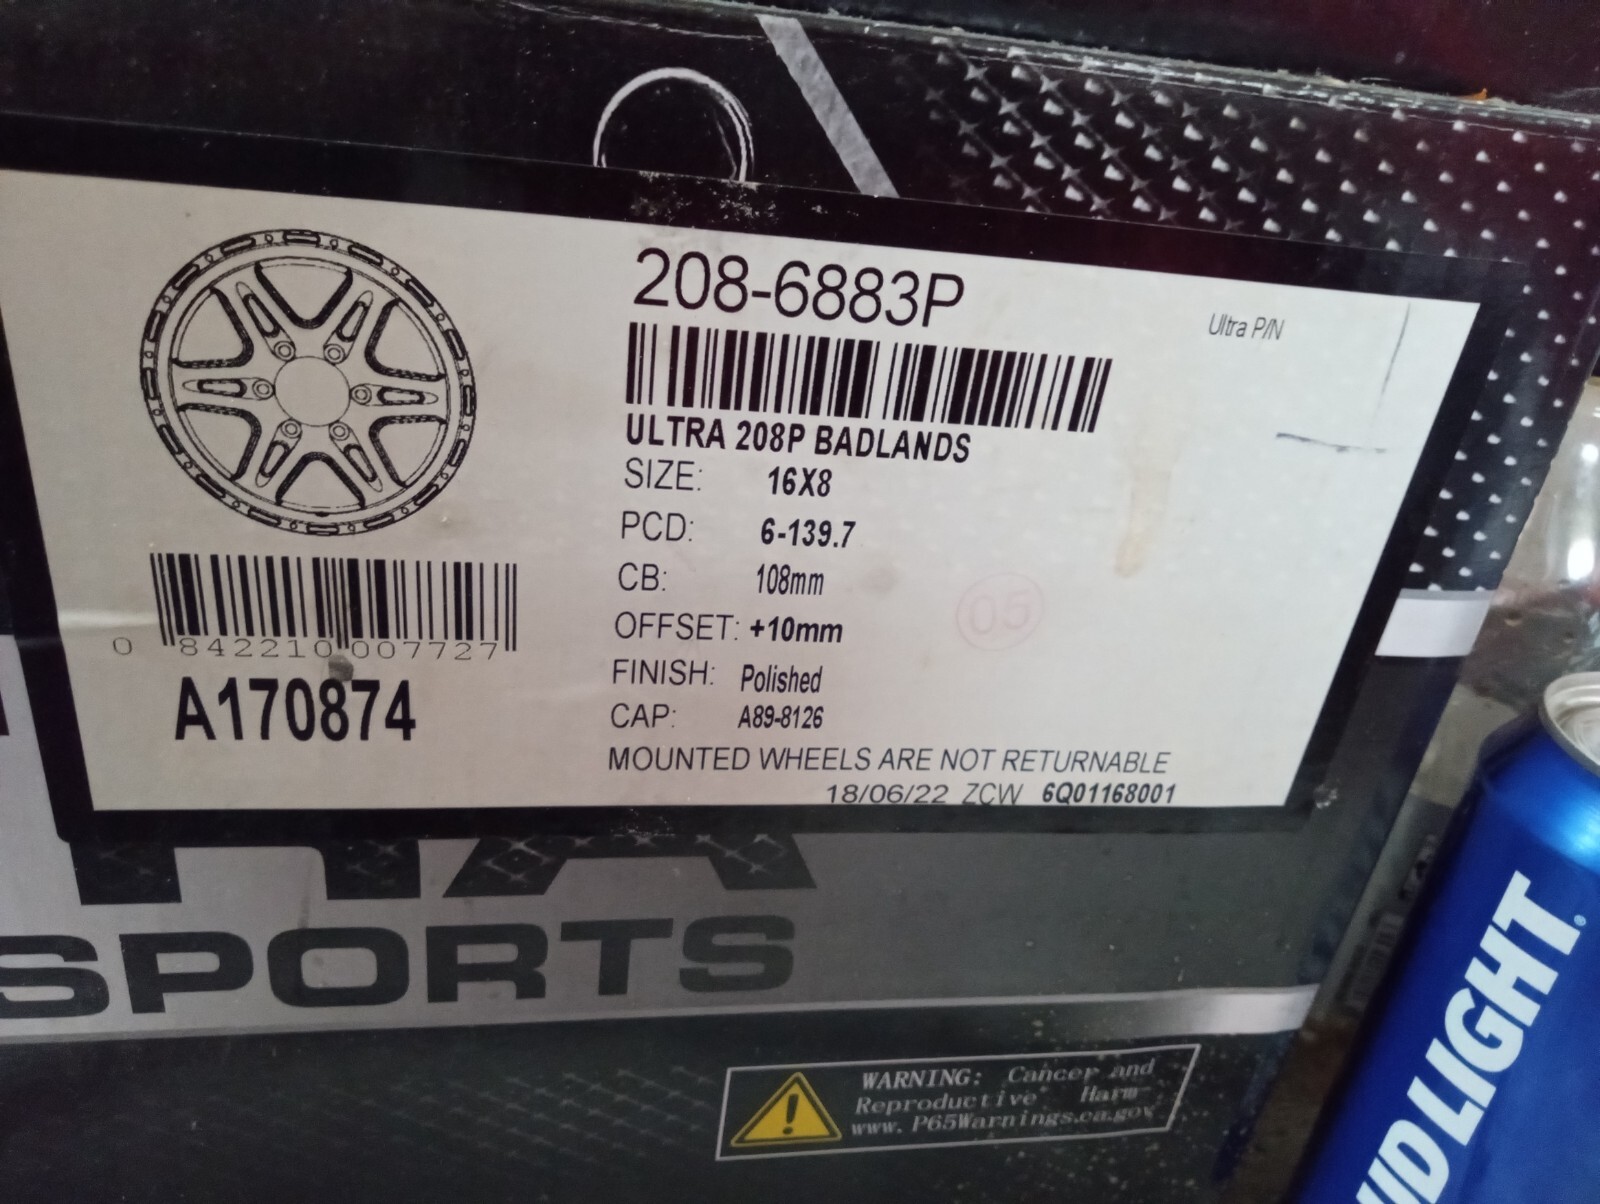 208-6883P
Ultra P/N
ULTRA 208P BADLANDS
SIZE: 16X8
PCD: 6-139.7
CB: 108mm
OFFSET: +10mm
05
FINISH: Polished
CAP: A89-8126
MOUNTED WHEELS ARE NOT RETURNABLE
18/06/22 ZCW 6Q01168001
0 842210 007727
A170874
SPORTS
WARNING: Cancer and
Reproductive Harm
www.P65Warnings.ca.gov
UD LIGHT